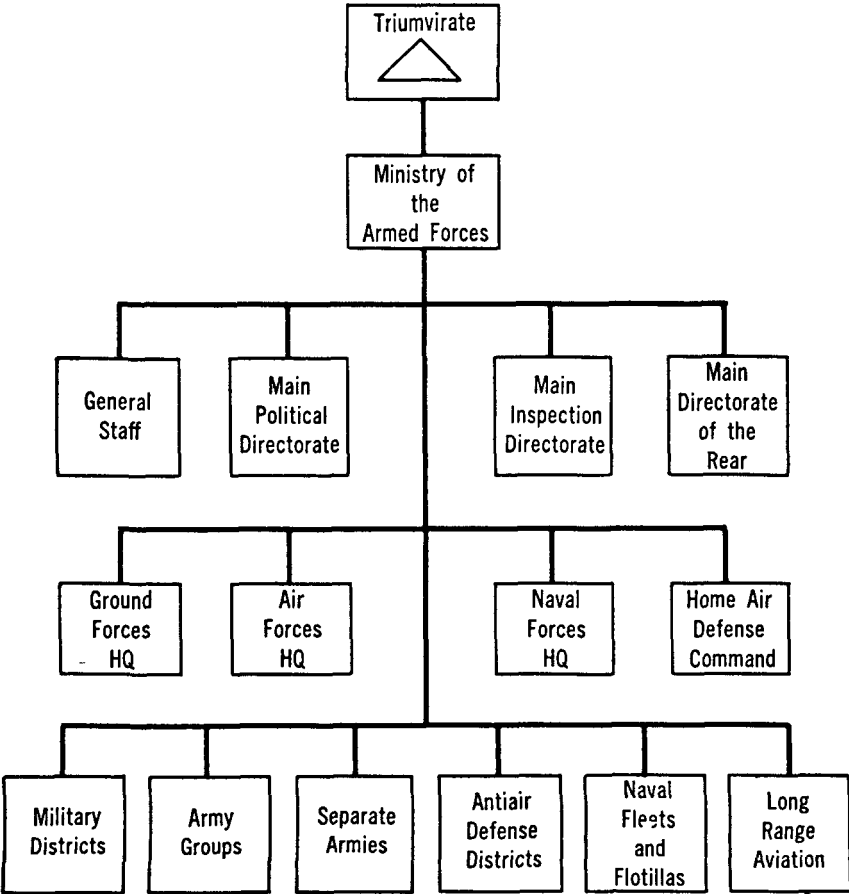 Triumvirate
Ministry of
the
Armed Forces
General
Staff
Main
Political
Directorate
Main
Inspection
Directorate
Main
Directorate
of the
Rear
Ground
Forces
HQ
Air
Forces
HQ
Naval
Forces
HQ
Home Air
Defense
Command
Military
Districts
Army
Groups
Separate
Armies
Antiair
Defense
Districts
Naval
Fleets
and
Flotillas
Long
Range
Aviation